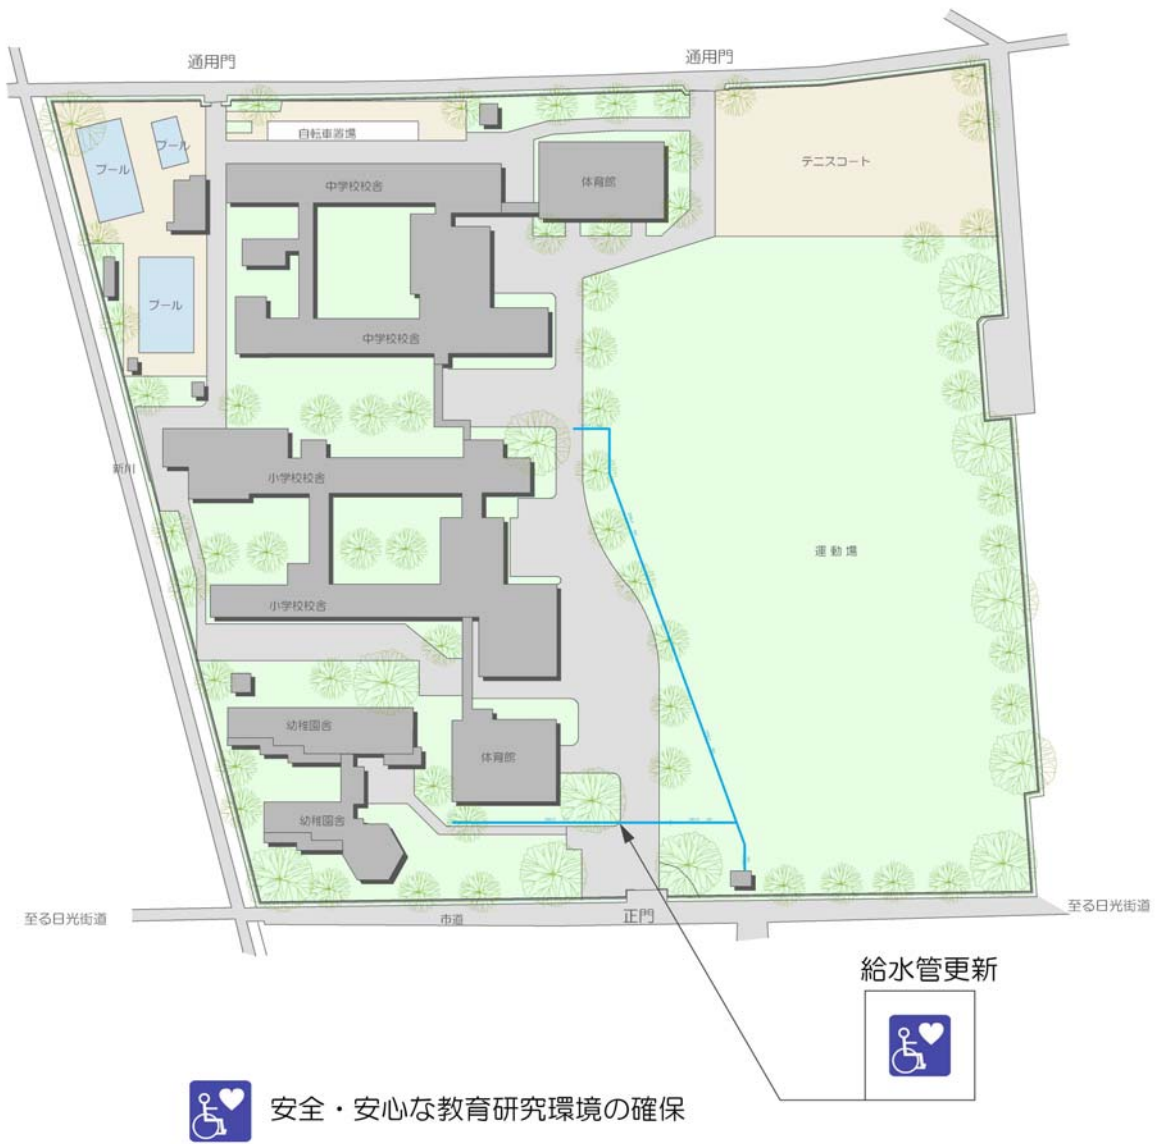 通用門
通用門
自転車置場
プール
プール
テニスコート
中学校校舎
体育館
プール
中学校校舎
新川
小学校校舎
運動場
小学校校舎
幼稚園舎
体育館
幼稚園舎
至る日光街道
市道
正門
至る日光街道
給水管更新
安全・安心な教育研究環境の確保